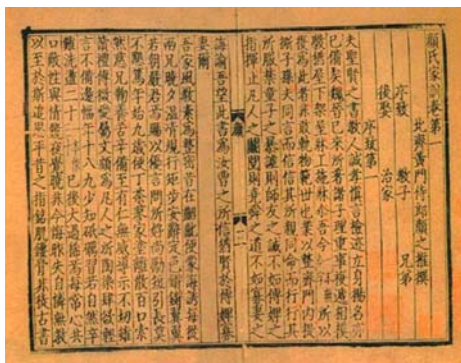 顔氏家訓卷第一
北齊黃門侍郎顔之推撰
序致 教子 兄弟
後娶 治家
序致第一
夫聖賢之書教人誠孝慎言檢迹立身揚名亦
已備矣魏晉已來所著諸子理重事複遞相模
斆猶屋下架屋牀上施牀爾吾今所以
復為此者非敢軌物範世也業以整齊門内提
撕子孫夫同言而信信其所親同命而行行其
所服禁童子之暴謔則師友之誡不如傅婢之
指揮止凡人之鬭鬩則堯舜之道不如寡妻之
誨諭吾望此書為汝曹之所信猶賢於傅婢寡
妻爾
吾家風教素為整密昔在齠齔便蒙誨誘每從
兩兄曉夕温凊規行矩步安辭定色鏘鏘翼翼
若朝嚴君焉賜以優言問所好尚勵短引長莫
不懇篤年始九歲便丁荼蓼家塗離散百口索
然慈兄鞠養苦辛備至有仁無威導示不切雖
讀禮傳微愛屬文頗為凡人之所陶染肆欲輕
言不備邊幅年十八九少知砥礪習若自然卒
難洗盪二十已後大過稀焉每常心共
口敵性與情競夜覺曉非今悔昨失自憐無教
以至於斯追思平昔之指銘肌鏤骨非徒古書